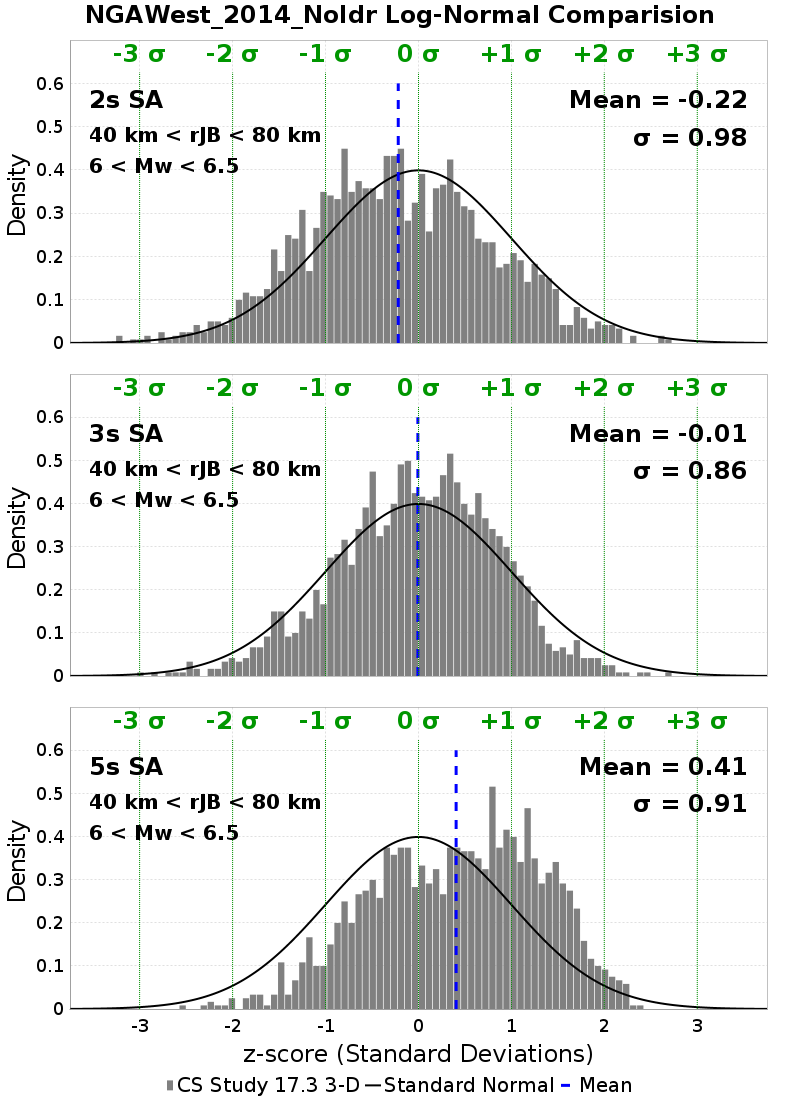 NGAWest_2014_NoIdr Log-Normal Comparision
-3 σ -2 σ -1 σ 0 σ +1 σ +2 σ +3 σ
0.6
2s SA Mean = -0.22
0.5
40 km < rJB < 80 km σ = 0.98
6 < Mw < 6.5
0.4
Density
0.3
0.2
0.1
0
-3 σ -2 σ -1 σ 0 σ +1 σ +2 σ +3 σ
0.6
3s SA Mean = -0.01
0.5
40 km < rJB < 80 km σ = 0.86
6 < Mw < 6.5
0.4
Density
0.3
0.2
0.1
0
-3 σ -2 σ -1 σ 0 σ +1 σ +2 σ +3 σ
0.6
5s SA Mean = 0.41
0.5
40 km < rJB < 80 km σ = 0.91
6 < Mw < 6.5
0.4
Density
0.3
0.2
0.1
0
-3 -2 -1 0 1 2 3
z-score (Standard Deviations)
CS Study 17.3 3-D Standard Normal Mean